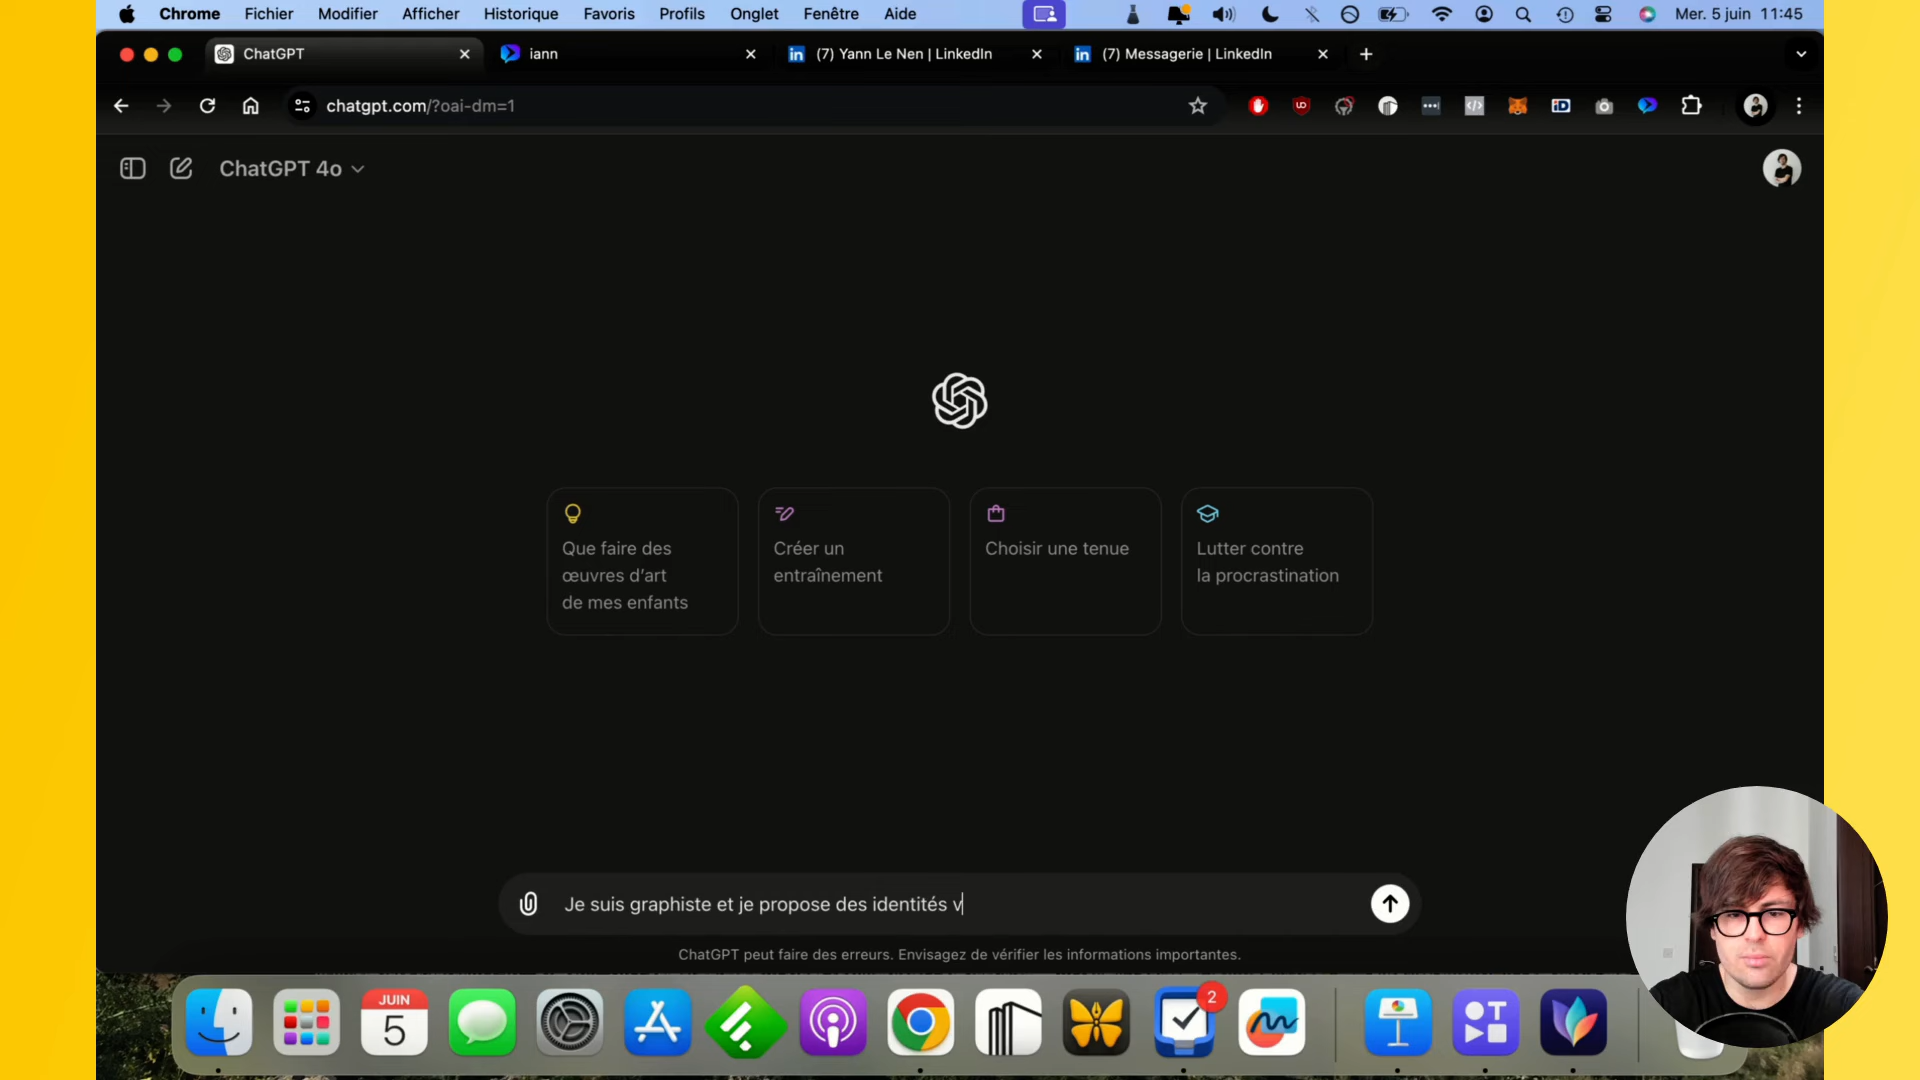 Chrome Fichier Modifier Afficher Historique Favoris Profils Onglet Fenêtre Aide Mer. 5 juin 11:45
ChatGPT iann (7) Yann Le Nen | LinkedIn (7) Messagerie | LinkedIn
chatgpt.com/?oai-dm=1
ChatGPT 4o
Que faire des
œuvres d'art
de mes enfants
Créer un
entraînement
Choisir une tenue
Lutter contre
la procrastination
Je suis graphiste et je propose des identités v
ChatGPT peut faire des erreurs. Envisagez de vérifier les informations importantes.
JUIN
5
2